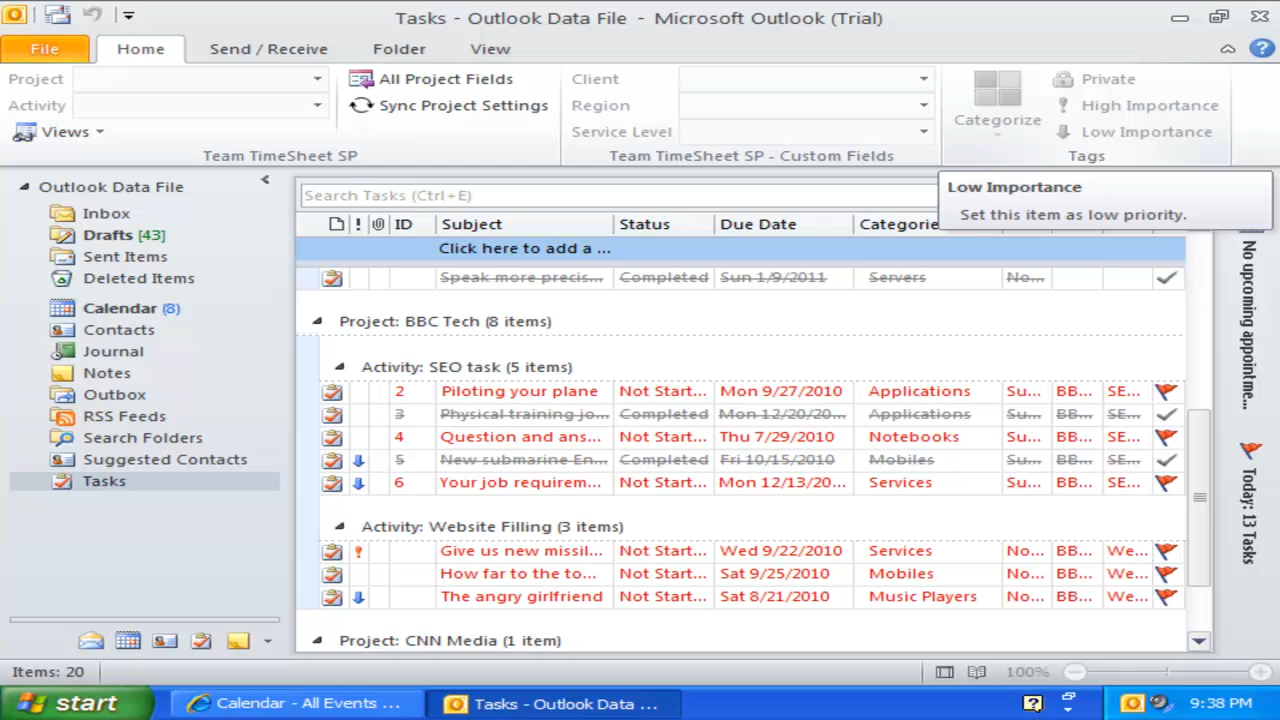 Tasks - Outlook Data File - Microsoft Outlook (Trial)
File Home Send / Receive Folder View
Project
Activity
Views
All Project Fields
Sync Project Settings
Team TimeSheet SP
Client
Region
Service Level
Team TimeSheet SP - Custom Fields
Categorize
Private
High Importance
Low Importance
Tags
Low Importance
Set this item as low priority.
Outlook Data File
Inbox
Drafts [43]
Sent Items
Deleted Items
Calendar (8)
Contacts
Journal
Notes
Outbox
RSS Feeds
Search Folders
Suggested Contacts
Tasks
Search Tasks (Ctrl+E)
! ID Subject Status Due Date Categorie
Click here to add a ...
Speak more precis... Completed Sun 1/9/2011 Servers No...
Project: BBC Tech (8 items)
Activity: SEO task (5 items)
2 Piloting your plane Not Start... Mon 9/27/2010 Applications Su... BB... SE...
3 Physical training jo... Completed Mon 12/20/20... Applications Su... BB... SE...
4 Question and ans... Not Start... Thu 7/29/2010 Notebooks Su... BB... SE...
5 New submarine En... Completed Fri 10/15/2010 Mobiles Su... BB... SE...
6 Your job requirem... Not Start... Mon 12/13/20... Services Su... BB... SE...
Activity: Website Filling (3 items)
Give us new missil... Not Start... Wed 9/22/2010 Services No... BB... We...
How far to the to... Not Start... Sat 9/25/2010 Mobiles No... BB... We...
The angry girlfriend Not Start... Sat 8/21/2010 Music Players No... BB... We...
Project: CNN Media (1 item)
No upcoming appointme...
Today: 13 Tasks
Items: 20
100%
start
Calendar - All Events ...
Tasks - Outlook Data ...
9:38 PM